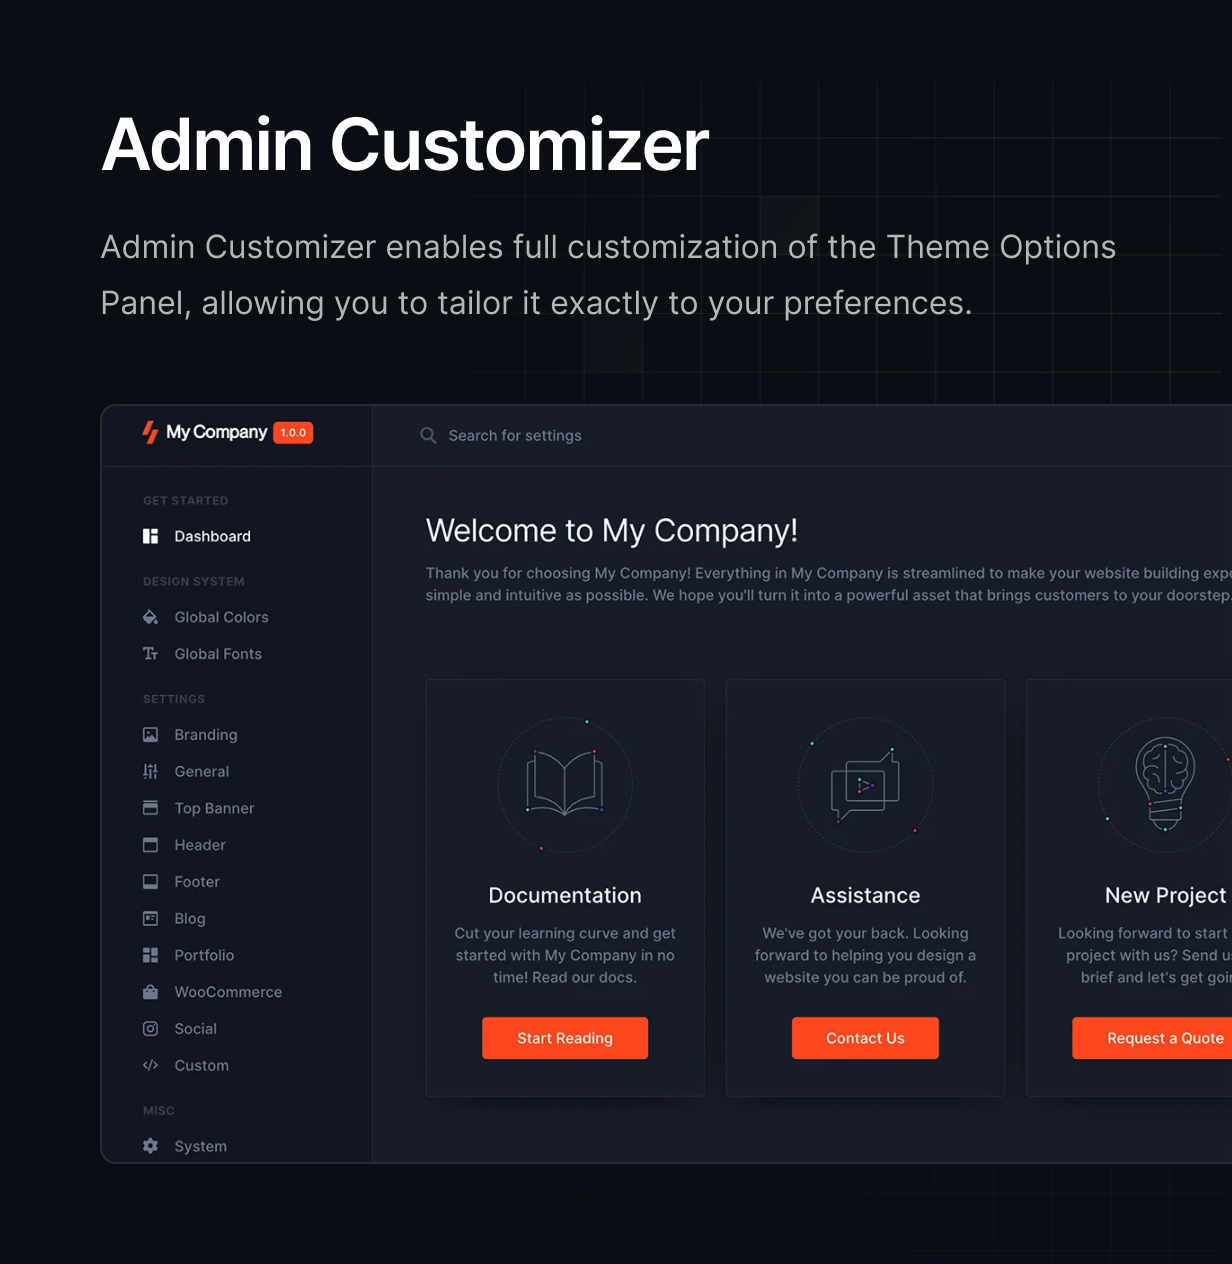 Admin Customizer
Admin Customizer enables full customization of the Theme Options
Panel, allowing you to tailor it exactly to your preferences.
My Company 1.0.0
Search for settings
GET STARTED
Dashboard
DESIGN SYSTEM
Global Colors
Global Fonts
SETTINGS
Branding
General
Top Banner
Header
Footer
Blog
Portfolio
WooCommerce
Social
Custom
MISC
System
Welcome to My Company!
Thank you for choosing My Company! Everything in My Company is streamlined to make your website building
simple and intuitive as possible. We hope you'll turn it into a powerful asset that brings customers to your doorstep.
Documentation
Cut your learning curve and get
started with My Company in no
time! Read our docs.
Start Reading
Assistance
We've got your back. Looking
forward to helping you design a
website you can be proud of.
Contact Us
New Project
Looking forward to start
project with us? Send
brief and let's get
Request a Quote